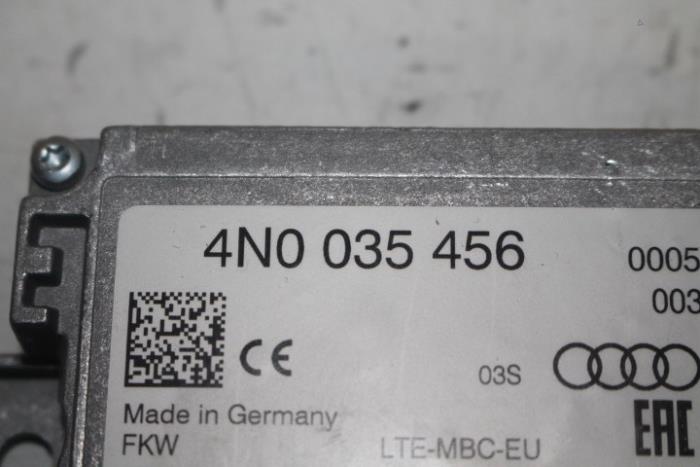 4N0 035 456 0005
003
CE 03S
EAC
Made in Germany
FKW LTE-MBC-EU